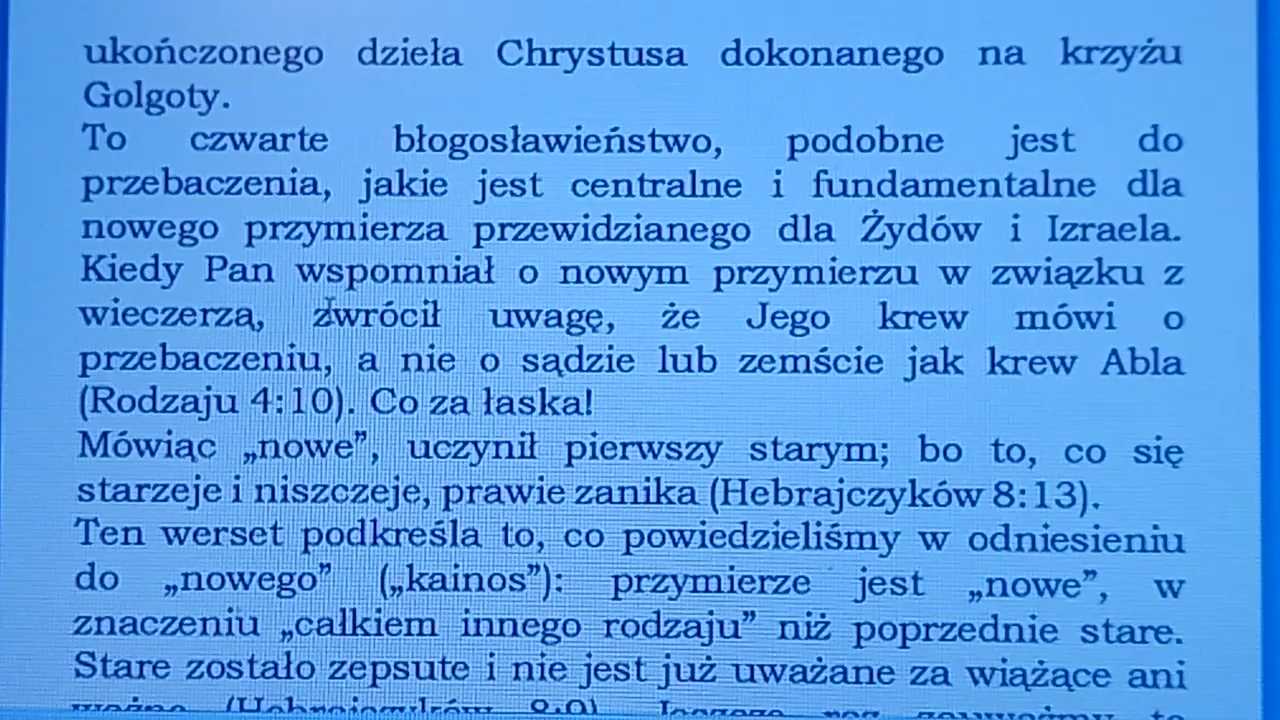 ukończonego dzieła Chrystusa dokonanego na krzyżu
Golgoty.
To czwarte błogosławieństwo, podobne jest do
przebaczenia, jakie jest centralne i fundamentalne dla
nowego przymierza przewidzianego dla Żydów i Izraela.
Kiedy Pan wspomniał o nowym przymierzu w związku z
wieczerzą, zwrócił uwagę, że Jego krew mówi o
przebaczeniu, a nie o sądzie lub zemście jak krew Abla
(Rodzaju 4:10). Co za łaska!
Mówiąc „nowe”, uczynił pierwszy starym; bo to, co się
starzeje i niszczeje, prawie zanika (Hebrajczyków 8:13).
Ten werset podkreśla to, co powiedzieliśmy w odniesieniu
do „nowego” („kainos”): przymierze jest „nowe”, w
znaczeniu „całkiem innego rodzaju” niż poprzednie stare.
Stare zostało zepsute i nie jest już uważane za wiążące ani